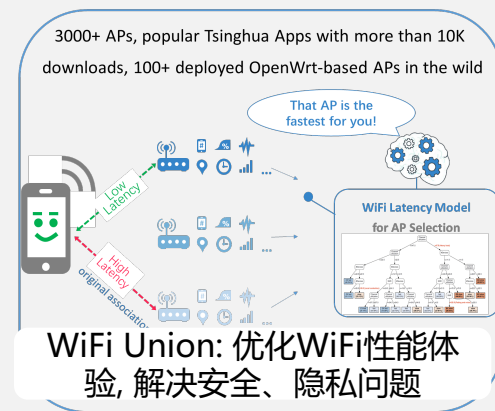 3000+ APs, popular Tsinghua Apps with more than 10K
downloads, 100+ deployed OpenWrt-based APs in the wild
That AP is the
fastest for you!
Low
Latency
High
Latency
original association
...
...
...
WiFi Latency Model
for AP Selection
WiFi Union: 优化WiFi性能体
验, 解决安全、隐私问题